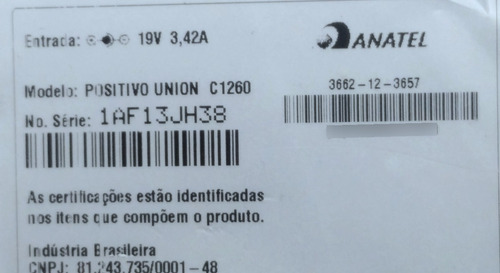 Entrada: 19V 3,42A
ANATEL
Modelo: POSITIVO UNION C1260
3662-12-3657
No. Série: 1AF13JH38
As certificações estão identificadas
nos itens que compõem o produto.
Indústria Brasileira
CNPJ: 81.243.735/0001-48